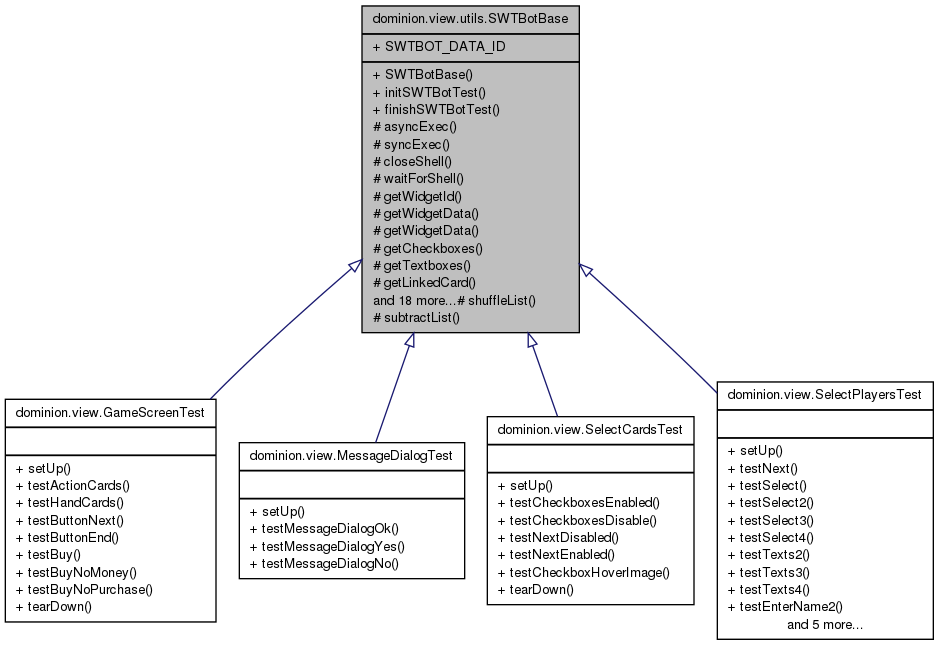 dominion.view.utils.SWTBotBase
+ SWTBOT_DATA_ID
+ SWTBotBase()
+ initSWTBotTest()
+ finishSWTBotTest()
# asyncExec()
# syncExec()
# closeShell()
# waitForShell()
# getWidgetId()
# getWidgetData()
# getWidgetData()
# getCheckboxes()
# getTextboxes()
# getLinkedCard()
and 18 more...# shuffleList()
# subtractList()
dominion.view.GameScreenTest
+ setUp()
+ testActionCards()
+ testHandCards()
+ testButtonNext()
+ testButtonEnd()
+ testBuy()
+ testBuyNoMoney()
+ testBuyNoPurchase()
+ tearDown()
dominion.view.MessageDialogTest
+ setUp()
+ testMessageDialogOk()
+ testMessageDialogYes()
+ testMessageDialogNo()
dominion.view.SelectCardsTest
+ setUp()
+ testCheckboxesEnabled()
+ testCheckboxesDisable()
+ testNextDisabled()
+ testNextEnabled()
+ testCheckboxHoverImage()
+ tearDown()
dominion.view.SelectPlayersTest
+ setUp()
+ testNext()
+ testSelect()
+ testSelect2()
+ testSelect3()
+ testSelect4()
+ testTexts2()
+ testTexts3()
+ testTexts4()
+ testEnterName2()
and 5 more...